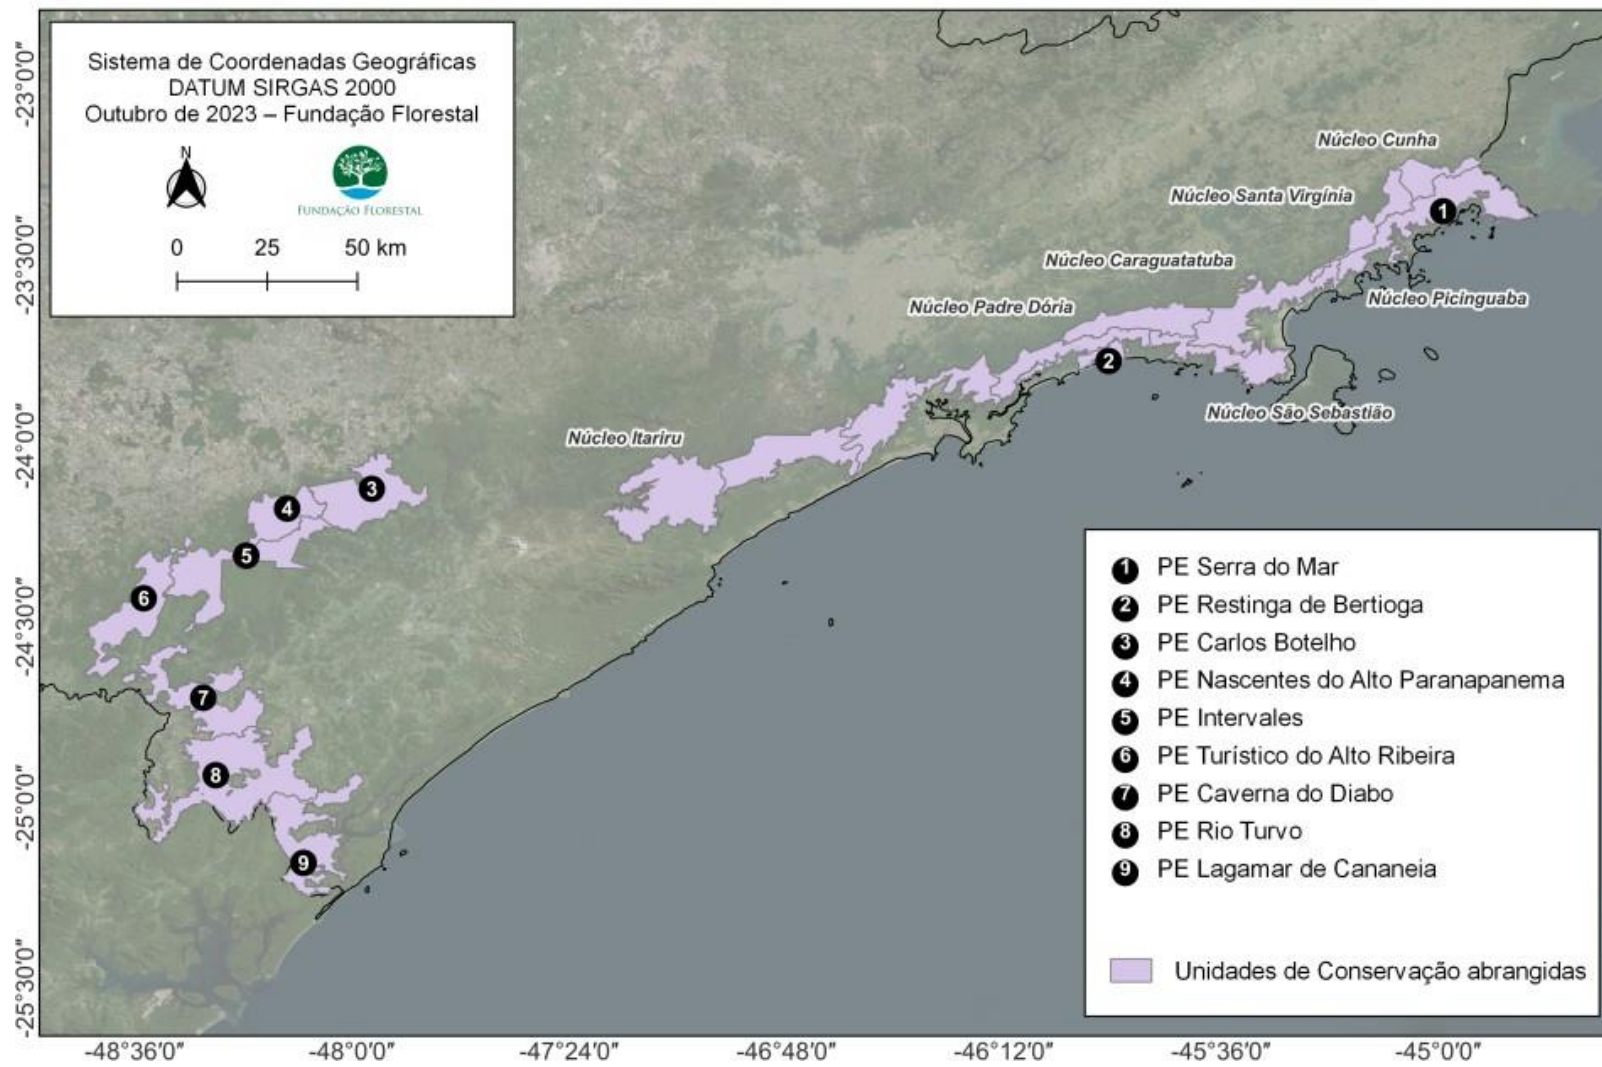 Sistema de Coordenadas Geográficas
DATUM SIRGAS 2000
Outubro de 2023 – Fundação Florestal
N
FUNDAÇÃO FLORESTAL
0 25 50 km
Núcleo Cunha
Núcleo Santa Virgínia
Núcleo Caraguatatuba
Núcleo Picinguaba
Núcleo Padre Dória
Núcleo São Sebastião
Núcleo Itariru
1
2
3
4
5
6
7
8
9
1 PE Serra do Mar
2 PE Restinga de Bertioga
3 PE Carlos Botelho
4 PE Nascentes do Alto Paranapanema
5 PE Intervales
6 PE Turístico do Alto Ribeira
7 PE Caverna do Diabo
8 PE Rio Turvo
9 PE Lagamar de Cananeia
Unidades de Conservação abrangidas
-23°0'0"
-23°30'0"
-24°0'0"
-24°30'0"
-25°0'0"
-25°30'0"
-48°36'0"
-48°0'0"
-47°24'0"
-46°48'0"
-46°12'0"
-45°36'0"
-45°0'0"